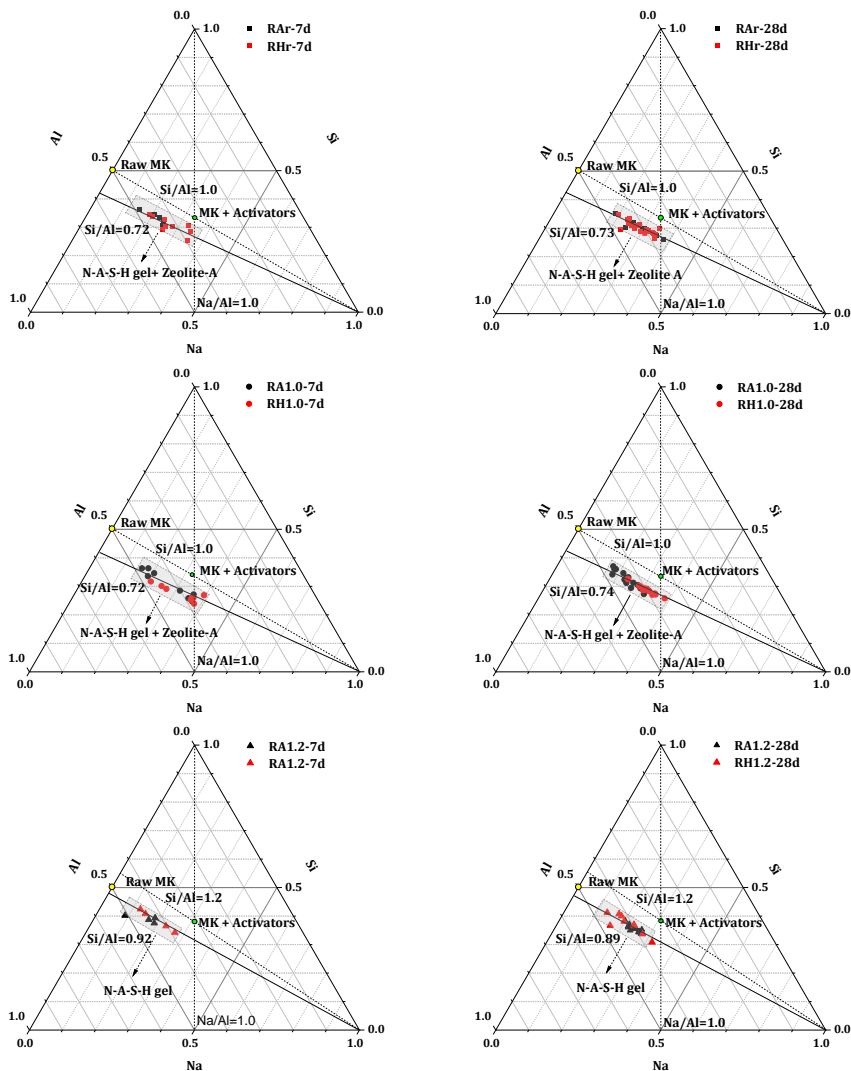 0.0
RAr-7d
RHr-7d
1.0
Al
Si
0.5
Raw MK
0.5
Si/Al=1.0
MK + Activators
Si/Al=0.72
N-A-S-H gel+ Zeolite-A
1.0
Na/Al=1.0
0.0
0.0
0.5
1.0
Na
0.0
RAr-28d
RHr-28d
1.0
Al
Si
0.5
Raw MK
0.5
Si/Al=1.0
MK + Activators
Si/Al=0.73
N-A-S-H gel+ Zeolite A
1.0
Na/Al=1.0
0.0
0.0
0.5
1.0
Na
0.0
RA1.0-7d
RH1.0-7d
1.0
Al
Si
0.5
Raw MK
0.5
Si/Al=1.0
MK + Activators
Si/Al=0.72
N-A-S-H gel + Zeolite-A
1.0
Na/Al=1.0
0.0
0.0
0.5
1.0
Na
0.0
RA1.0-28d
RH1.0-28d
1.0
Al
Si
0.5
Raw MK
0.5
Si/Al=1.0
MK + Activators
Si/Al=0.74
N-A-S-H gel + Zeolite-A
1.0
Na/Al=1.0
0.0
0.0
0.5
1.0
Na
0.0
RA1.2-7d
RA1.2-7d
1.0
Al
Si
0.5
Raw MK
0.5
Si/Al=1.2
MK + Activators
Si/Al=0.92
N-A-S-H gel
1.0
Na/Al=1.0
0.0
0.0
0.5
1.0
Na
0.0
RA1.2-28d
RH1.2-28d
1.0
Al
Si
0.5
Raw MK
0.5
Si/Al=1.2
MK + Activators
Si/Al=0.89
N-A-S-H gel
1.0
Na/Al=1.0
0.0
0.0
0.5
1.0
Na